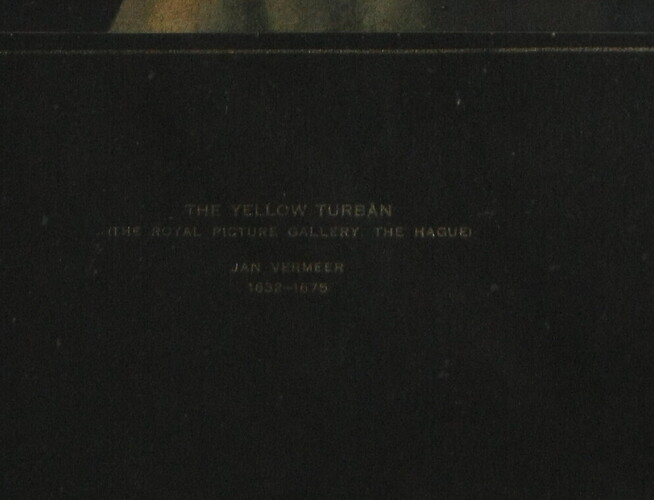 THE YELLOW TURBAN
(THE ROYAL PICTURE GALLERY, THE HAGUE)
JAN VERMEER
1632–1675